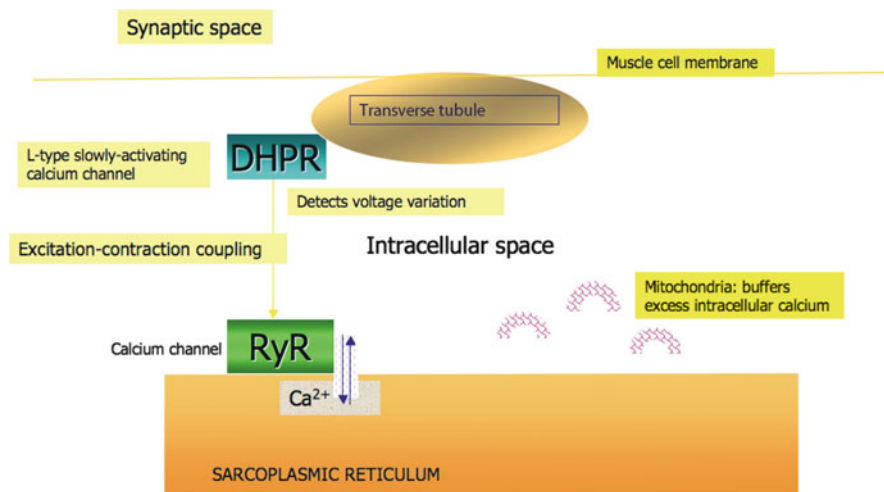 Synaptic space
Muscle cell membrane
Transverse tubule
L-type slowly-activating
calcium channel
DHPR
Detects voltage variation
Excitation-contraction coupling
Intracellular space
Mitochondria: buffers
excess intracellular calcium
Calcium channel
RyR
Ca²⁺
SARCOPLASMIC RETICULUM